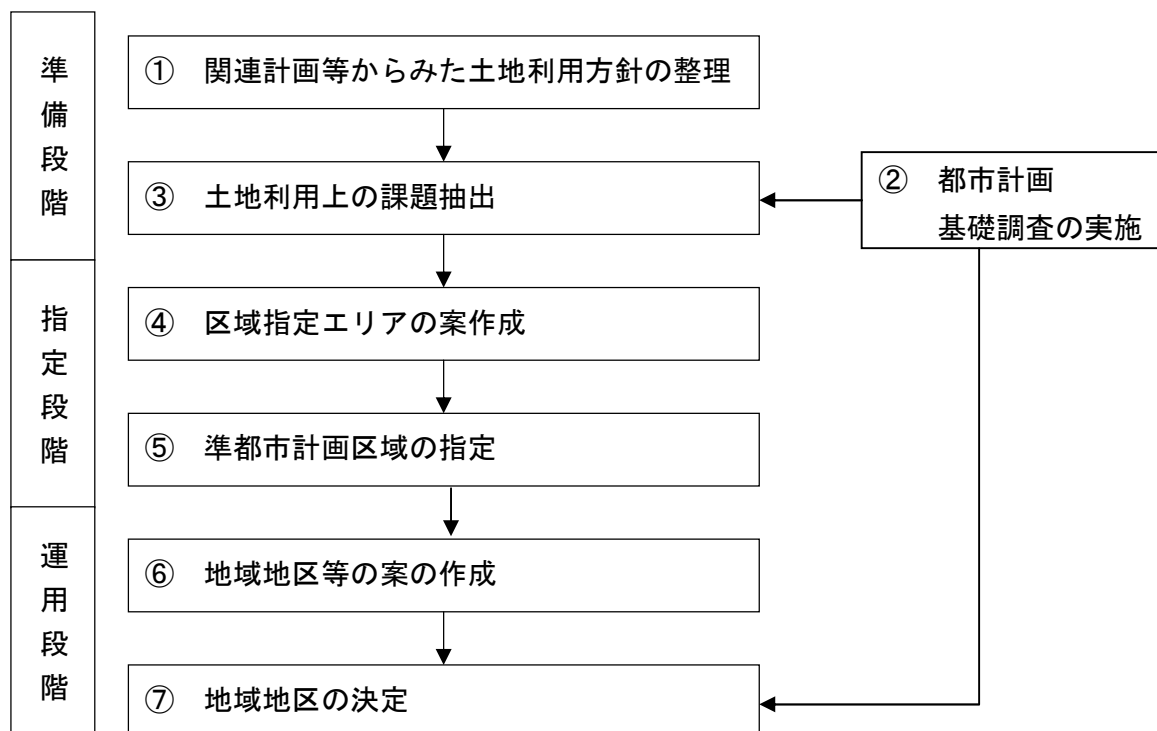 準備段階
① 関連計画等からみた土地利用方針の整理
② 都市計画
基礎調査の実施
③ 土地利用上の課題抽出
指定段階
④ 区域指定エリアの案作成
⑤ 準都市計画区域の指定
運用段階
⑥ 地域地区等の案の作成
⑦ 地域地区の決定